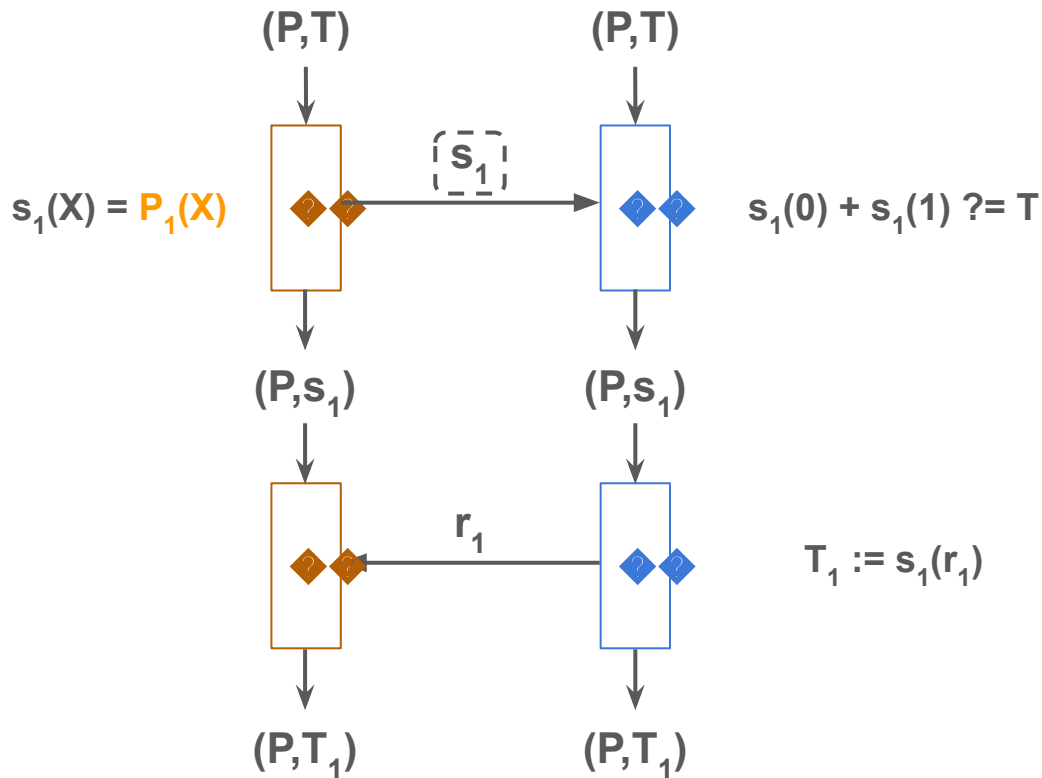 (P,T) (P,T)
s₁
s₁(X) = P₁(X) �� �� s₁(0) + s₁(1) ?= T
(P,s₁) (P,s₁)
r₁
�� �� T₁ := s₁(r₁)
(P,T₁) (P,T₁)